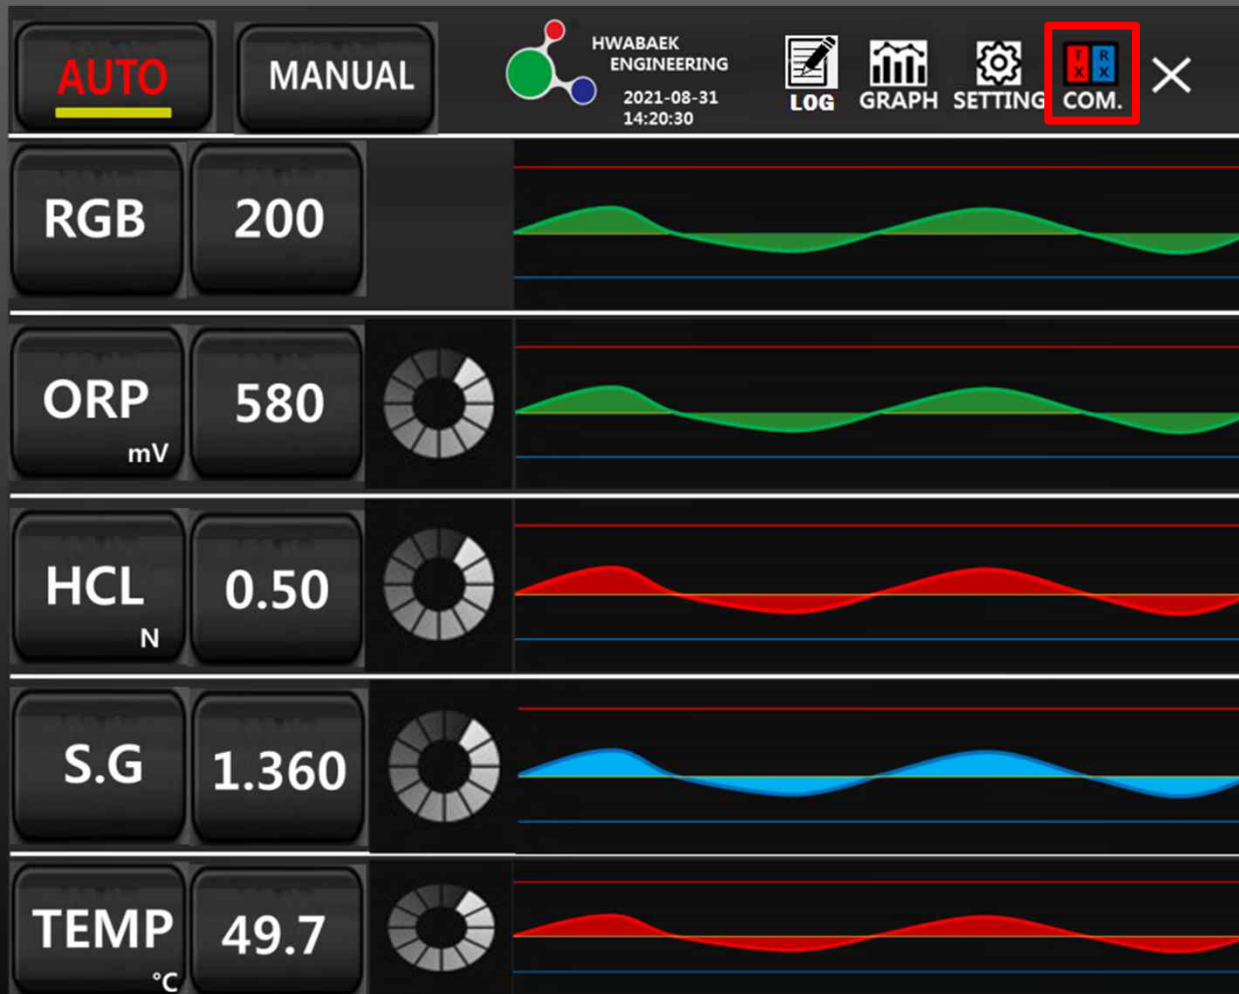 AUTO
MANUAL
HWABAEK
ENGINEERING
2021-08-31
14:20:30
LOG
GRAPH
SETTING
T
X
R
X
COM.
RGB
200
ORP
mV
580
HCL
N
0.50
S.G
1.360
TEMP
°C
49.7